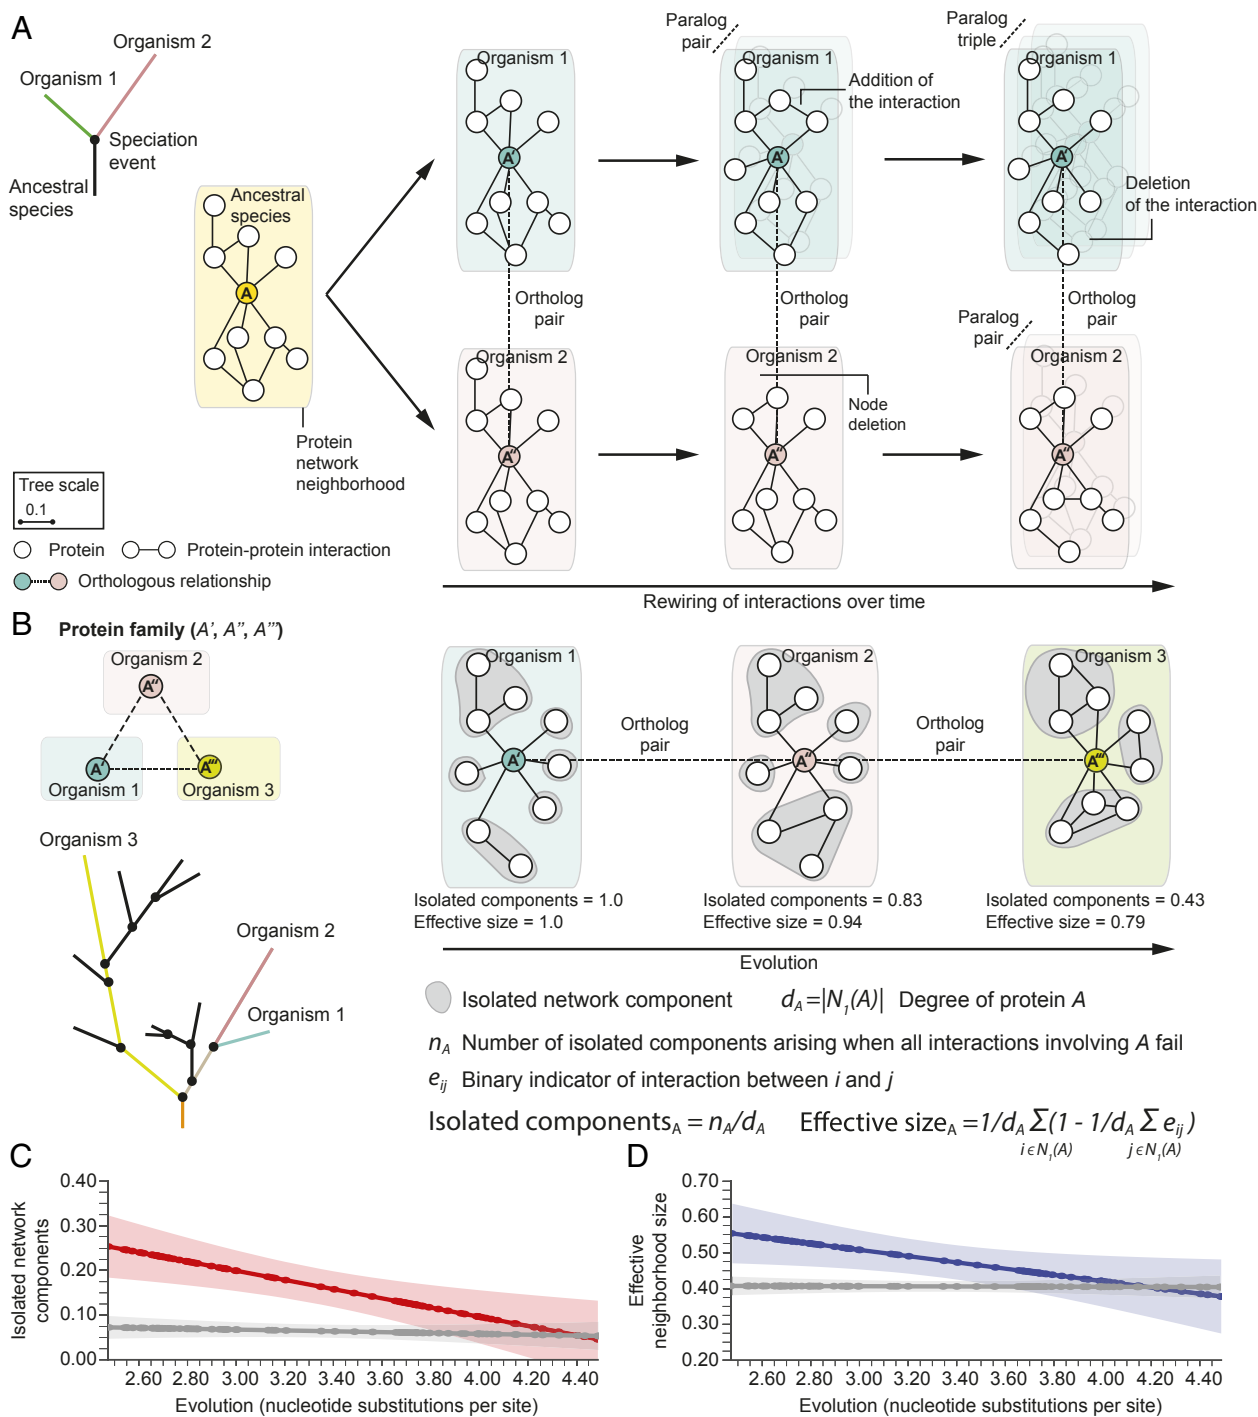 A
Organism 2
Organism 1
Speciation
event
Ancestral
species
Ancestral
species
A
Protein
network
neighborhood
Organism 1
A'
Paralog
pair
Organism 1
Addition of
the interaction
A'
Paralog
triple
Organism 1
A'
Deletion
of the interaction
Ortholog
pair
Ortholog
pair
Ortholog
pair
Paralog
pair
Organism 2
A''
Organism 2
Node
deletion
A''
Organism 2
A''
Tree scale
0.1
Protein
Protein-protein interaction
Orthologous relationship
Rewiring of interactions over time
B
Protein family (A', A'', A''')
Organism 2
A''
A'
A'''
Organism 1
Organism 3
Organism 3
Organism 2
Organism 1
Organism 1
A'
Ortholog
pair
Organism 2
A''
Ortholog
pair
Organism 3
A'''
Isolated components = 1.0
Effective size = 1.0
Isolated components = 0.83
Effective size = 0.94
Isolated components = 0.43
Effective size = 0.79
Evolution
Isolated network component
d_A = |N_1(A)| Degree of protein A
n_A Number of isolated components arising when all interactions involving A fail
e_ij Binary indicator of interaction between i and j
Isolated components_A = n_A/d_A
Effective size_A = 1/d_A Σ(1 - 1/d_A Σ e_ij)
i ϵ N_1(A)
j ϵ N_1(A)
C
Isolated network
components
0.40
0.30
0.20
0.10
0.00
2.60 2.80 3.00 3.20 3.40 3.60 3.80 4.00 4.20 4.40
Evolution (nucleotide substitutions per site)
D
Effective
neighborhood size
0.70
0.60
0.50
0.40
0.30
0.20
2.60 2.80 3.00 3.20 3.40 3.60 3.80 4.00 4.20 4.40
Evolution (nucleotide substitutions per site)